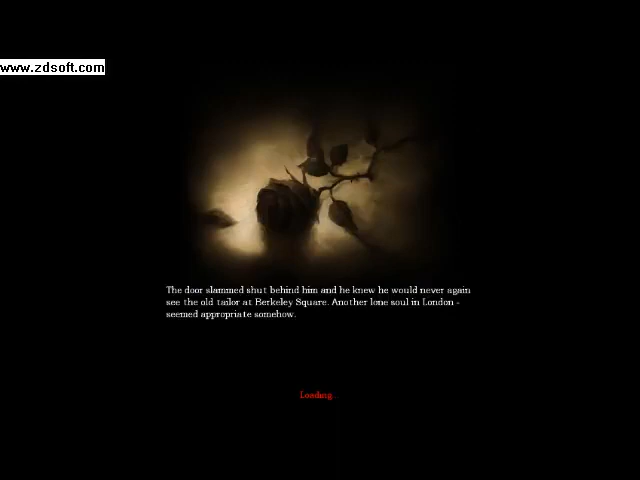 www.zdsoft.com
The door slammed shut behind him and he knew he would never again
see the old tailor at Berkeley Square. Another lone soul in London -
seemed appropriate somehow.
Loading..